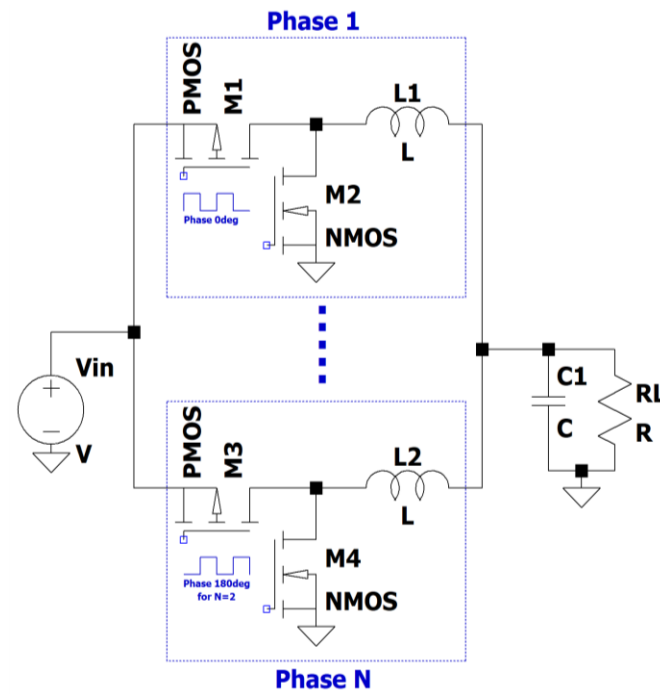 Phase 1
PMOS
M1
L1
L
Phase 0deg
M2
NMOS
Vin
V
C1
C
RL
R
PMOS
M3
L2
L
Phase 180deg
for N=2
M4
NMOS
Phase N